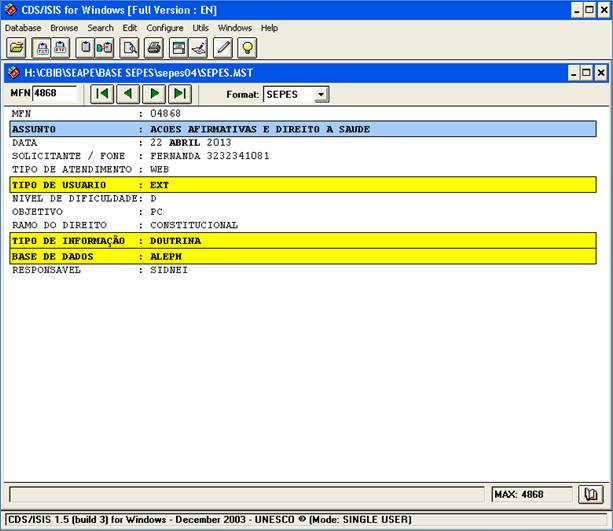 CDS/ISIS for Windows [Full Version : EN]
Database Browse Search Edit Configure Utils Windows Help
H:\CBIB\SEAPE\BASE SEPES\sepes04\SEPES.MST
MFN 4868 Format: SEPES
MFN : 04868
ASSUNTO : ACOES AFIRMATIVAS E DIREITO A SAUDE
DATA : 22 ABRIL 2013
SOLICITANTE / FONE : FERNANDA 3232341081
TIPO DE ATENDIMENTO : WEB
TIPO DE USUARIO : EXT
NIVEL DE DIFICULDADE: D
OBJETIVO : PC
RAMO DO DIREITO : CONSTITUCIONAL
TIPO DE INFORMAÇÃO : DOUTRINA
BASE DE DADOS : ALEPH
RESPONSAVEL : SIDNEI
MAX: 4868
CDS/ISIS 1.5 (build 3) for Windows - December 2003 - UNESCO © (Mode: SINGLE USER)